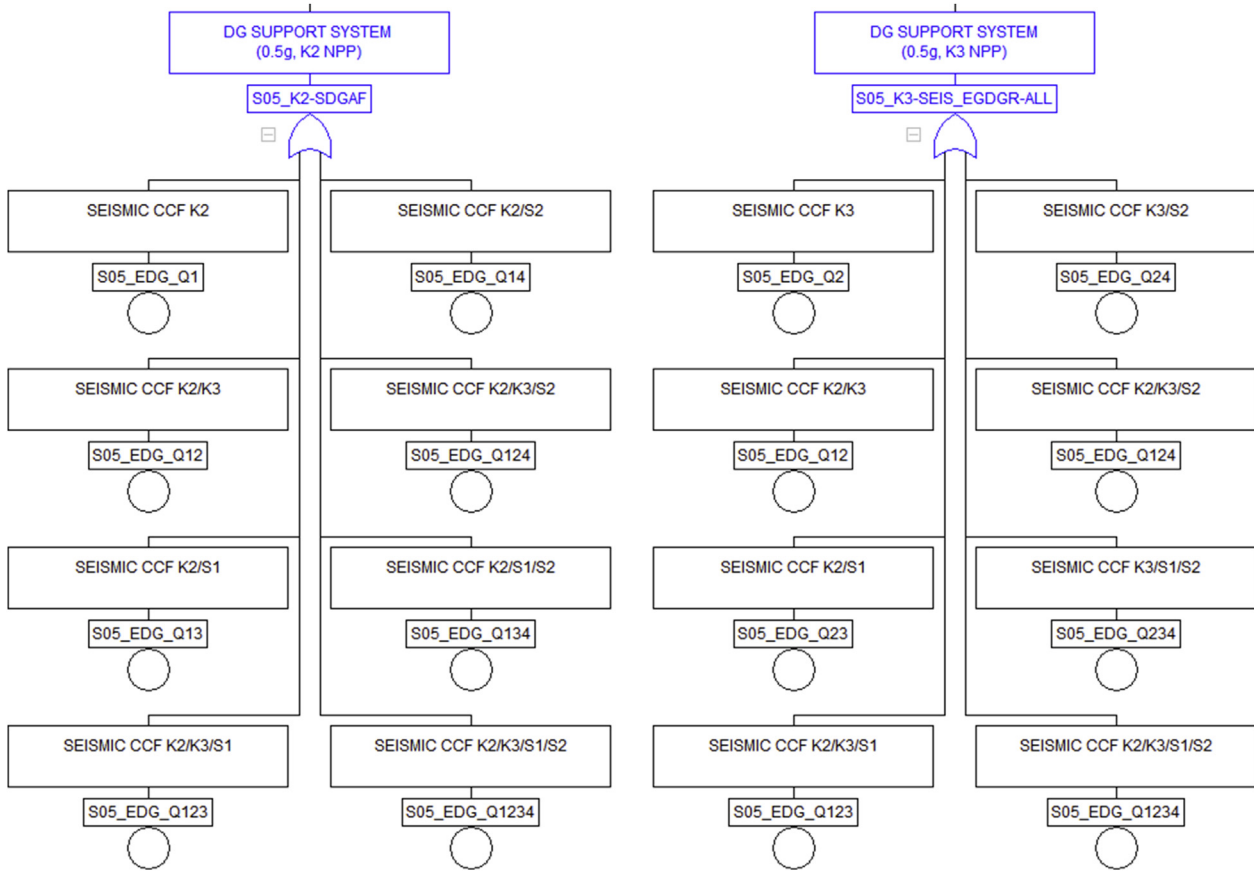 DG SUPPORT SYSTEM
(0.5g, K2 NPP)
S05_K2-SDGAF
SEISMIC CCF K2
S05_EDG_Q1
SEISMIC CCF K2/S2
S05_EDG_Q14
SEISMIC CCF K2/K3
S05_EDG_Q12
SEISMIC CCF K2/K3/S2
S05_EDG_Q124
SEISMIC CCF K2/S1
S05_EDG_Q13
SEISMIC CCF K2/S1/S2
S05_EDG_Q134
SEISMIC CCF K2/K3/S1
S05_EDG_Q123
SEISMIC CCF K2/K3/S1/S2
S05_EDG_Q1234
DG SUPPORT SYSTEM
(0.5g, K3 NPP)
S05_K3-SEIS_EGDGR-ALL
SEISMIC CCF K3
S05_EDG_Q2
SEISMIC CCF K3/S2
S05_EDG_Q24
SEISMIC CCF K2/K3
S05_EDG_Q12
SEISMIC CCF K2/K3/S2
S05_EDG_Q124
SEISMIC CCF K2/S1
S05_EDG_Q23
SEISMIC CCF K3/S1/S2
S05_EDG_Q234
SEISMIC CCF K2/K3/S1
S05_EDG_Q123
SEISMIC CCF K2/K3/S1/S2
S05_EDG_Q1234